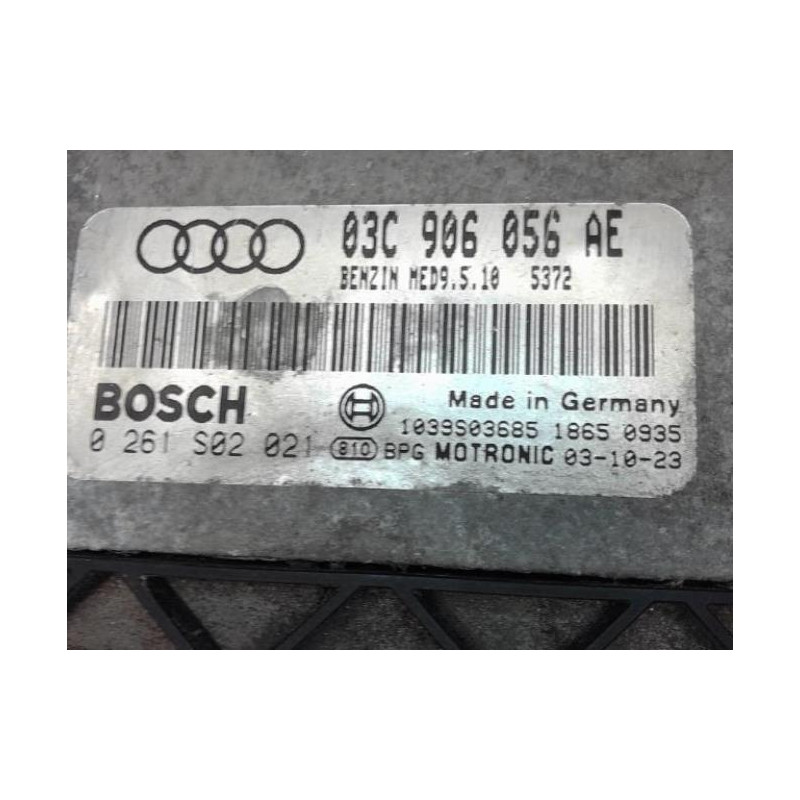 03C 906 056 AE
BENZIN MED9.5.10 5372
BOSCH
Made in Germany
1039S03685 1865 0935
0 261 S02 021 810 BPG MOTRONIC 03-10-23